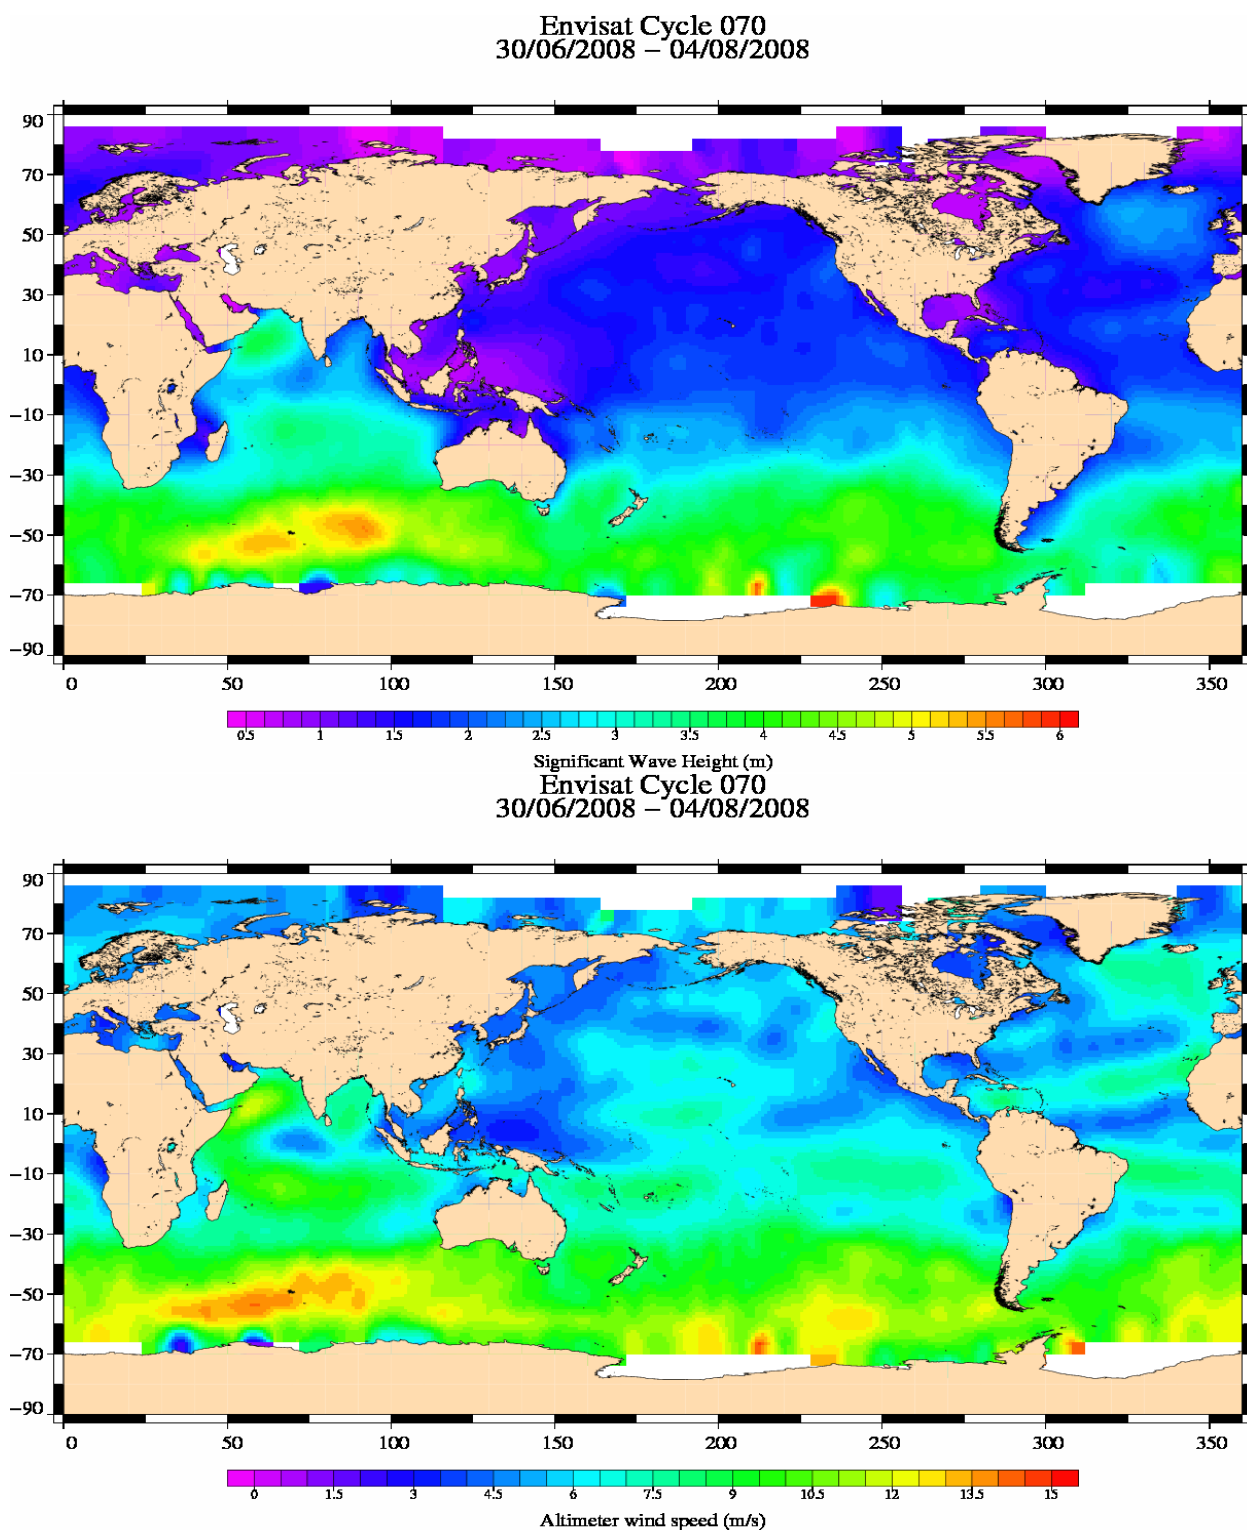 Envisat Cycle 070
30/06/2008 – 04/08/2008
90
70
50
30
10
−10
−30
−50
−70
−90
0 50 100 150 200 250 300 350
0.5 1 1.5 2 2.5 3 3.5 4 4.5 5 5.5 6
Significant Wave Height (m)
Envisat Cycle 070
30/06/2008 – 04/08/2008
90
70
50
30
10
−10
−30
−50
−70
−90
0 50 100 150 200 250 300 350
0 1.5 3 4.5 6 7.5 9 10.5 12 13.5 15
Altimeter wind speed (m/s)